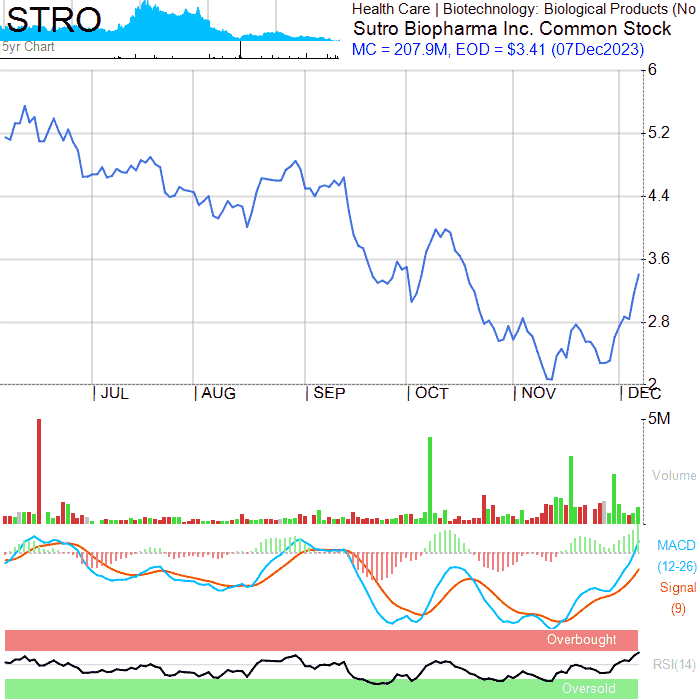 STRO
5yr Chart
Health Care | Biotechnology: Biological Products (No
Sutro Biopharma Inc. Common Stock
MC = 207.9M, EOD = $3.41 (07Dec2023)
6
5.2
4.4
3.6
2.8
2
JUL AUG SEP OCT NOV DEC
5M
Volume
MACD
(12-26)
Signal
(9)
Overbought
RSI(14)
Oversold